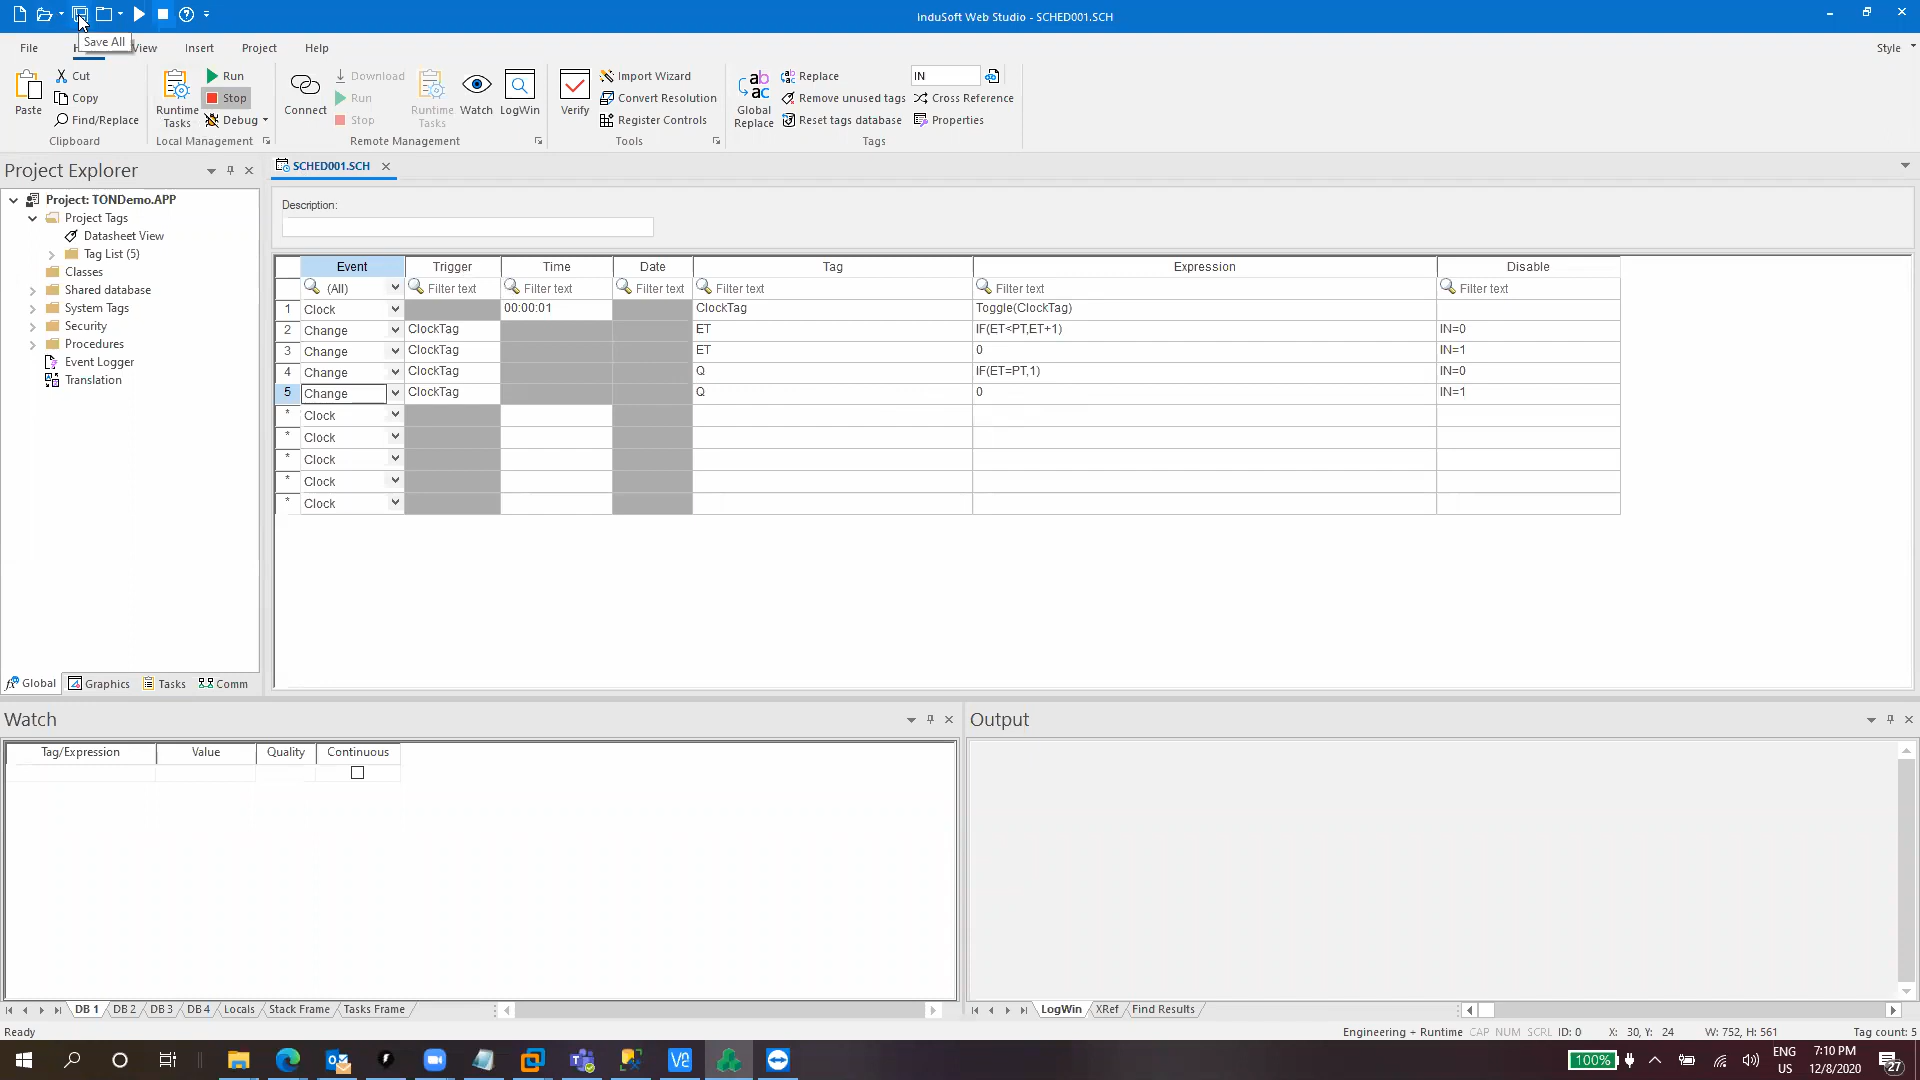 InduSoft Web Studio - SCHED001.SCH
Save All
File H View Insert Project Help Style
Paste Cut Copy Find/Replace Clipboard
Runtime Tasks Run Stop Debug Local Management
Connect Download Run Stop Runtime Tasks Watch LogWin Remote Management
Verify Import Wizard Convert Resolution Register Controls Tools
Global Replace Replace Remove unused tags Reset tags database IN Cross Reference Properties Tags
Project Explorer
Project: TONDemo.APP
Project Tags
Datasheet View
Tag List (5)
Classes
Shared database
System Tags
Security
Procedures
Event Logger
Translation
Global Graphics Tasks Comm
SCHED001.SCH
Description:
Event Trigger Time Date Tag Expression Disable
(All) Filter text Filter text Filter text Filter text Filter text Filter text
1 Clock 00:00:01 ClockTag Toggle(ClockTag)
2 Change ClockTag ET IF(ET<PT,ET+1) IN=0
3 Change ClockTag ET 0 IN=1
4 Change ClockTag Q IF(ET=PT,1) IN=0
5 Change ClockTag Q 0 IN=1
* Clock
* Clock
* Clock
* Clock
* Clock
Watch
Tag/Expression Value Quality Continuous
DB 1 DB 2 DB 3 DB 4 Locals Stack Frame Tasks Frame
Output
LogWin XRef Find Results
Ready Engineering + Runtime CAP NUM SCRL ID: 0 X: 30, Y: 24 W: 752, H: 561 Tag count: 5
100% ENG US 7:10 PM 12/8/2020 27